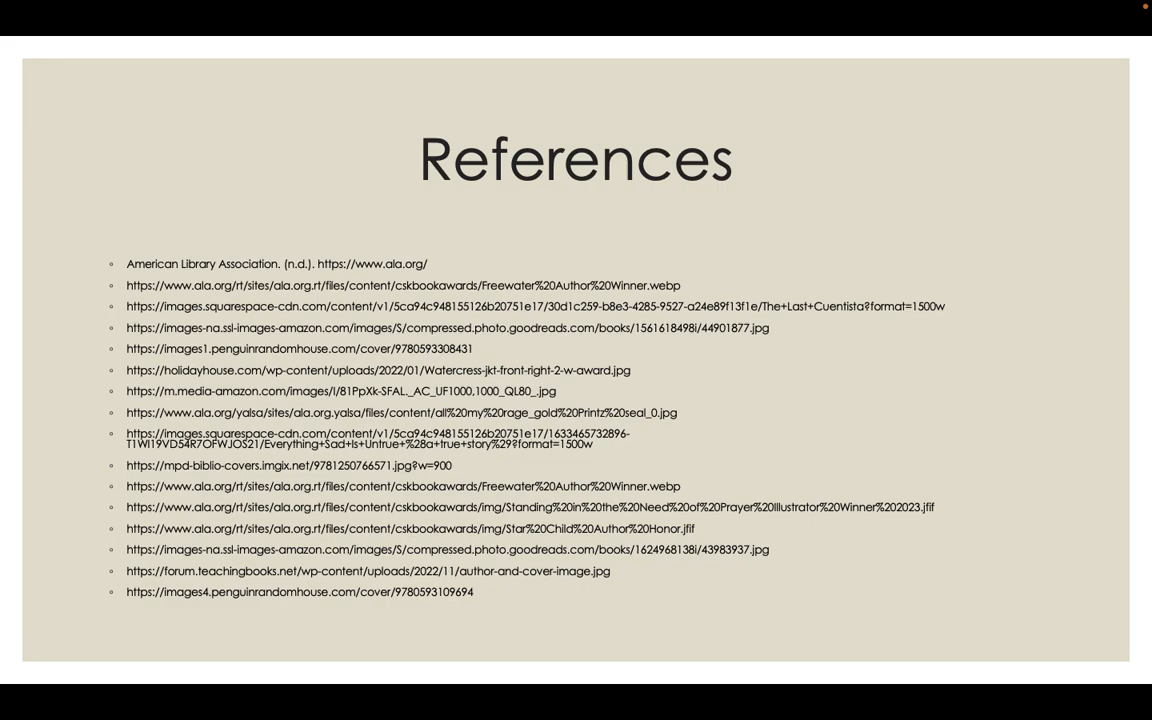 References
American Library Association. (n.d.). https://www.ala.org/
https://www.ala.org/rt/sites/ala.org.rt/files/content/cskbookawards/Freewater%20Author%20Winner.webp
https://images.squarespace-cdn.com/content/v1/5ca94c948155126b20751e17/30d1c259-b8e3-4285-9527-a24e89f13f1e/The+Last+Cuentista?format=1500w
https://images-na.ssl-images-amazon.com/images/S/compressed.photo.goodreads.com/books/1561618498i/44901877.jpg
https://images1.penguinrandomhouse.com/cover/9780593308431
https://holidayhouse.com/wp-content/uploads/2022/01/Watercress-jkt-front-right-2-w-award.jpg
https://m.media-amazon.com/images/I/81PpXk-SFAL._AC_UF1000,1000_QL80_.jpg
https://www.ala.org/yalsa/sites/ala.org.yalsa/files/content/all%20my%20rage_gold%20Printz%20seal_0.jpg
https://images.squarespace-cdn.com/content/v1/5ca94c948155126b20751e17/1633465732896-
T1WI19VD54R7OFWJOS21/Everything+Sad+Is+Untrue+%28a+true+story%29?format=1500w
https://mpd-biblio-covers.imgix.net/9781250766571.jpg?w=900
https://www.ala.org/rt/sites/ala.org.rt/files/content/cskbookawards/Freewater%20Author%20Winner.webp
https://www.ala.org/rt/sites/ala.org.rt/files/content/cskbookawards/img/Standing%20in%20the%20Need%20of%20Prayer%20Illustrator%20Winner%202023.jfif
https://www.ala.org/rt/sites/ala.org.rt/files/content/cskbookawards/img/Star%20Child%20Author%20Honor.jfif
https://images-na.ssl-images-amazon.com/images/S/compressed.photo.goodreads.com/books/1624968138i/43983937.jpg
https://forum.teachingbooks.net/wp-content/uploads/2022/11/author-and-cover-image.jpg
https://images4.penguinrandomhouse.com/cover/9780593109694